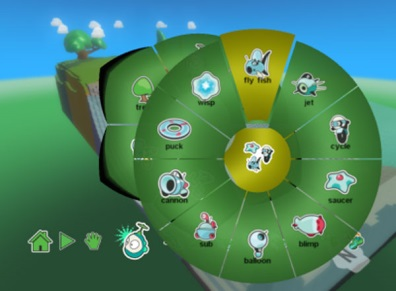 fly fish
jet
cycle
saucer
blimp
balloon
sub
cannon
puck
wisp
N